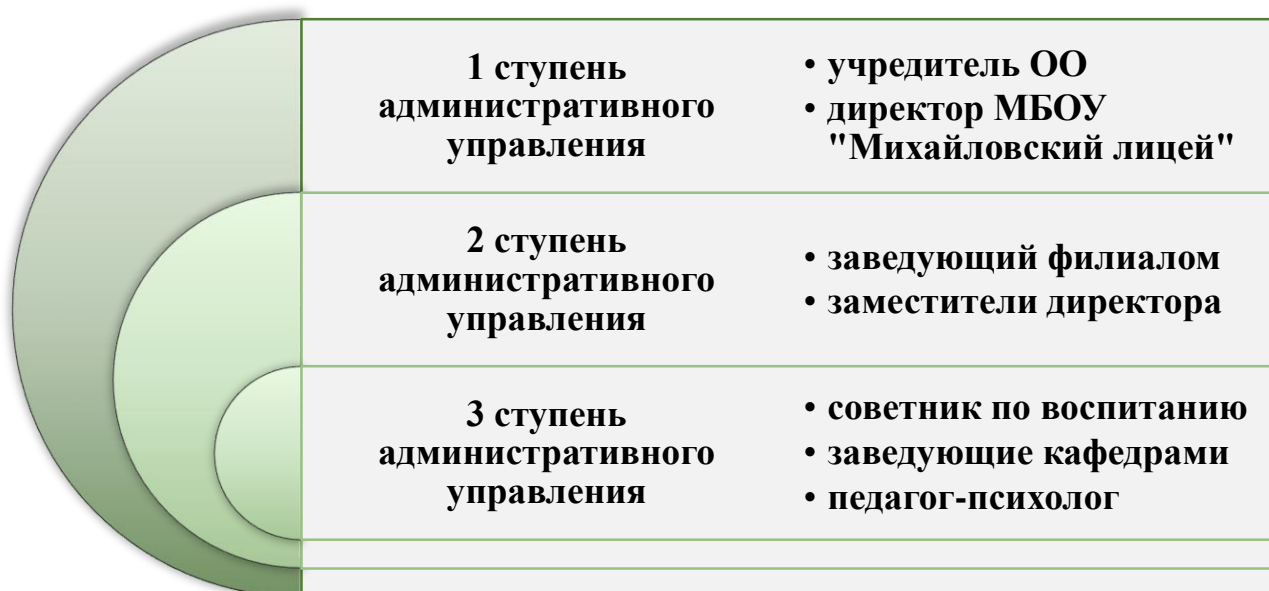 1 ступень
административного
управления
• учредитель ОО
• директор МБОУ
"Михайловский лицей"
2 ступень
административного
управления
• заведующий филиалом
• заместители директора
3 ступень
административного
управления
• советник по воспитанию
• заведующие кафедрами
• педагог-психолог